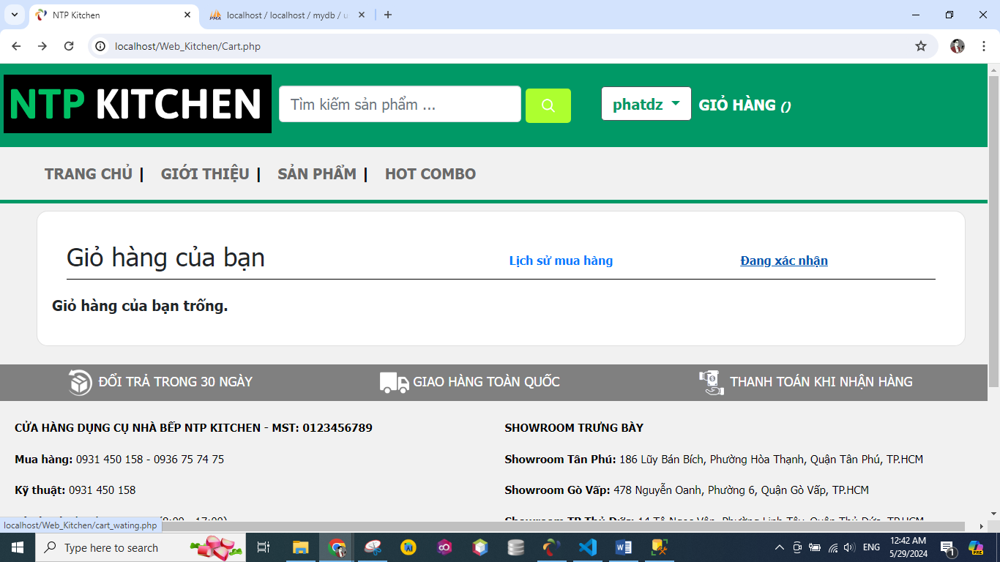 NTP Kitchen
localhost / localhost / mydb / u
localhost/Web_Kitchen/Cart.php
NTP KITCHEN
Tìm kiếm sản phẩm ...
phatdz
GIỎ HÀNG ()
TRANG CHỦ |
GIỚI THIỆU |
SẢN PHẨM |
HOT COMBO
Giỏ hàng của bạn
Lịch sử mua hàng
Đang xác nhận
Giỏ hàng của bạn trống.
ĐỔI TRẢ TRONG 30 NGÀY
GIAO HÀNG TOÀN QUỐC
THANH TOÁN KHI NHẬN HÀNG
CỬA HÀNG DỤNG CỤ NHÀ BẾP NTP KITCHEN - MST: 0123456789
Mua hàng: 0931 450 158 - 0936 75 74 75
Kỹ thuật: 0931 450 158
SHOWROOM TRƯNG BÀY
Showroom Tân Phú: 186 Lũy Bán Bích, Phường Hòa Thạnh, Quận Tân Phú, TP.HCM
Showroom Gò Vấp: 478 Nguyễn Oanh, Phường 6, Quận Gò Vấp, TP.HCM
Showroom TP Thủ Đức: 14 Tô Ngọc Vân, Phường Linh Tây, Quận Thủ Đức, TP.HCM
localhost/Web_Kitchen/cart_wating.php
Type here to search
ENG
12:42 AM
5/29/2024
1
PRE